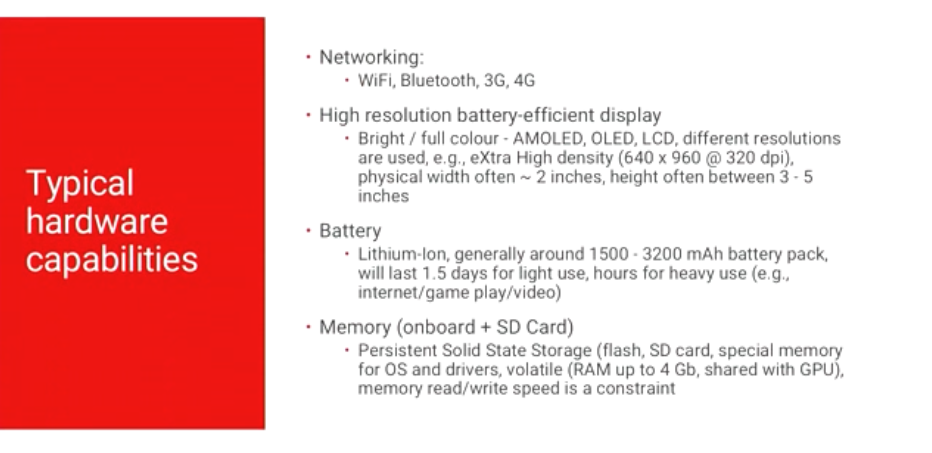 Typical
hardware
capabilities
• Networking:
• WiFi, Bluetooth, 3G, 4G
• High resolution battery-efficient display
• Bright / full colour - AMOLED, OLED, LCD, different resolutions
are used, e.g., eXtra High density (640 x 960 @ 320 dpi),
physical width often ~ 2 inches, height often between 3 - 5
inches
• Battery
• Lithium-Ion, generally around 1500 - 3200 mAh battery pack,
will last 1.5 days for light use, hours for heavy use (e.g.,
internet/game play/video)
• Memory (onboard + SD Card)
• Persistent Solid State Storage (flash, SD card, special memory
for OS and drivers, volatile (RAM up to 4 Gb, shared with GPU),
memory read/write speed is a constraint